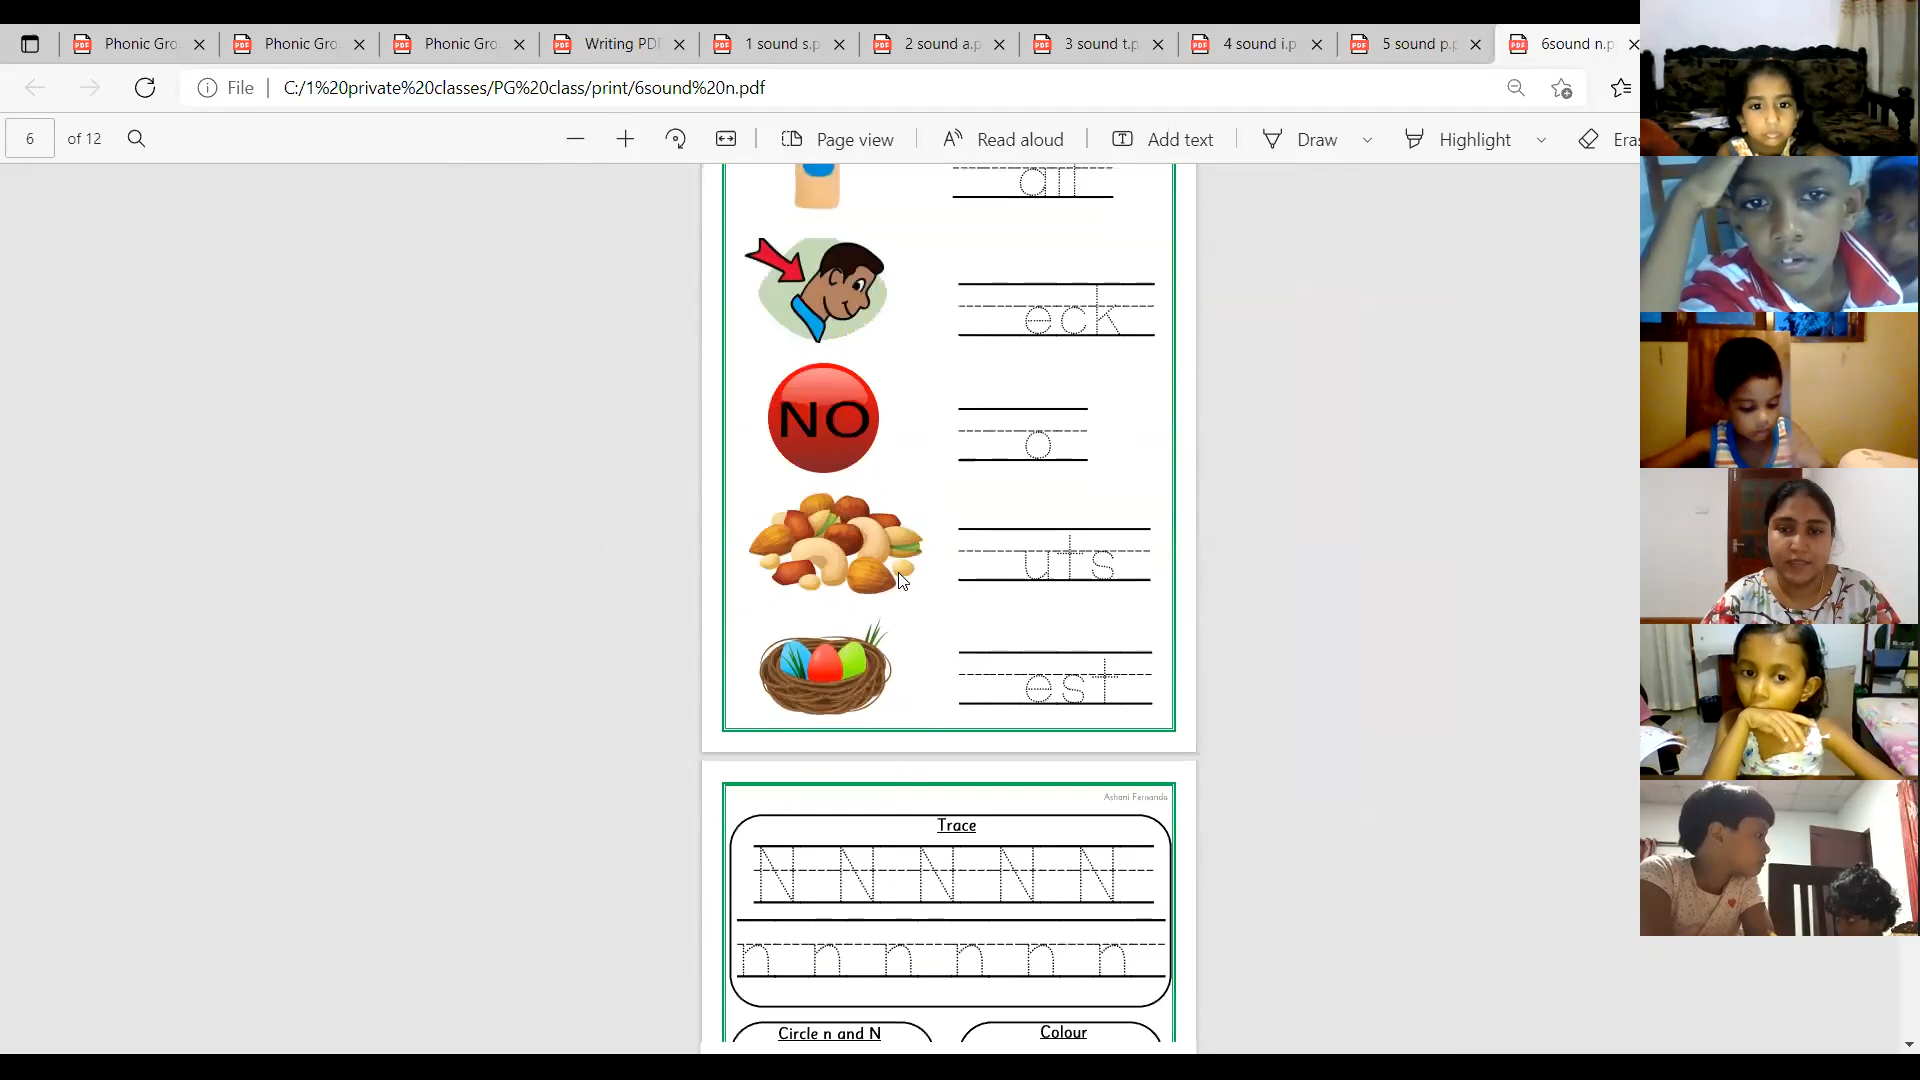 Phonic Gro
Phonic Gro
Phonic Gro
Writing PDF
1 sound s.p
2 sound a.p
3 sound t.p
4 sound i.p
5 sound p.p
6sound n.p
File
C:/1%20private%20classes/PG%20class/print/6sound%20n.pdf
6 of 12
Page view
Read aloud
Add text
Draw
Highlight
Eras
eck
NO
o
uts
est
Ashani Fernando
Trace
N N N N N
n n n n n n
Circle n and N
Colour